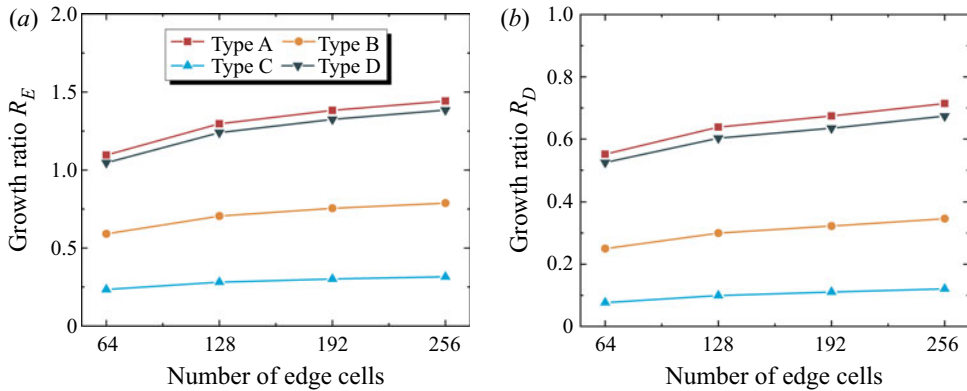 (a)
2.0
1.5
1.0
0.5
0
Growth ratio R_E
Type A Type B
Type C Type D
64 128 192 256
Number of edge cells
(b)
1.0
0.8
0.6
0.4
0.2
0
Growth ratio R_D
64 128 192 256
Number of edge cells